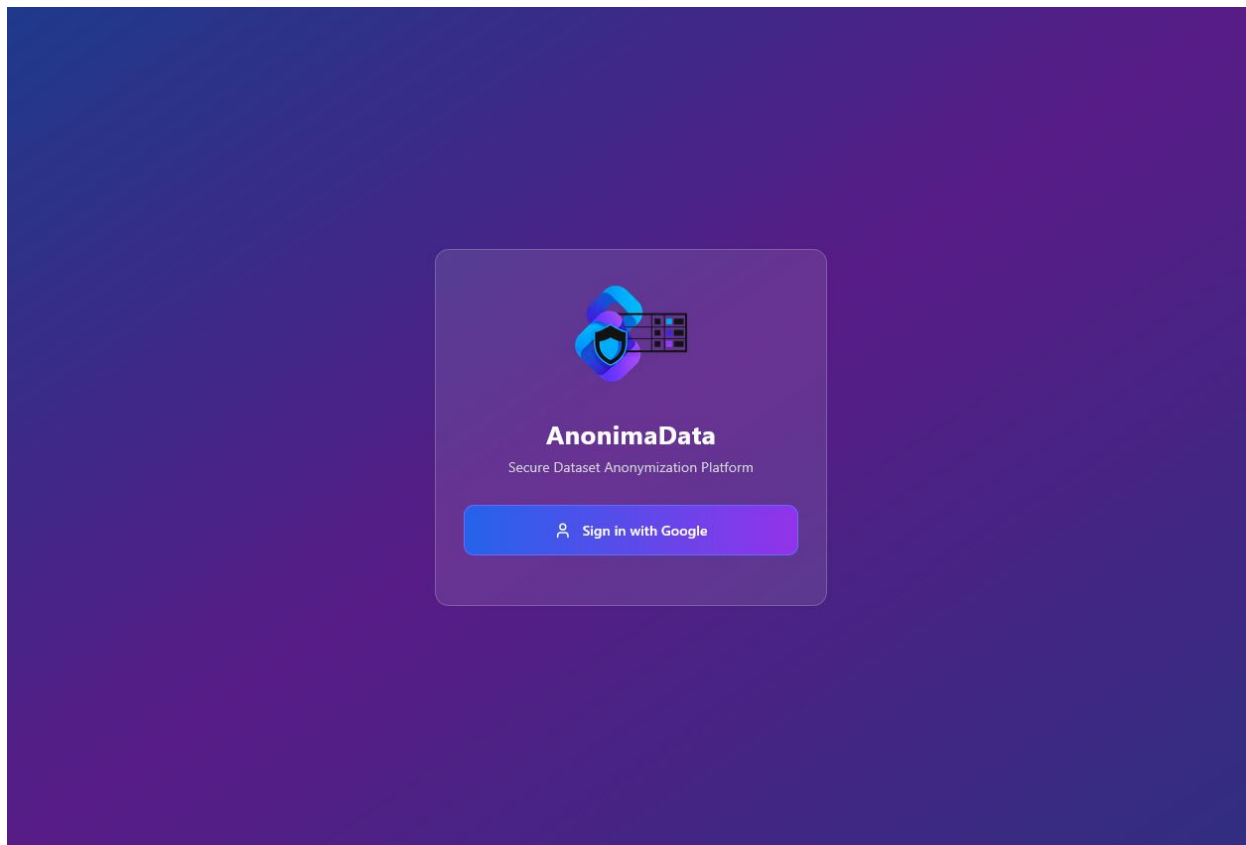 AnonimaData
Secure Dataset Anonymization Platform
Sign in with Google